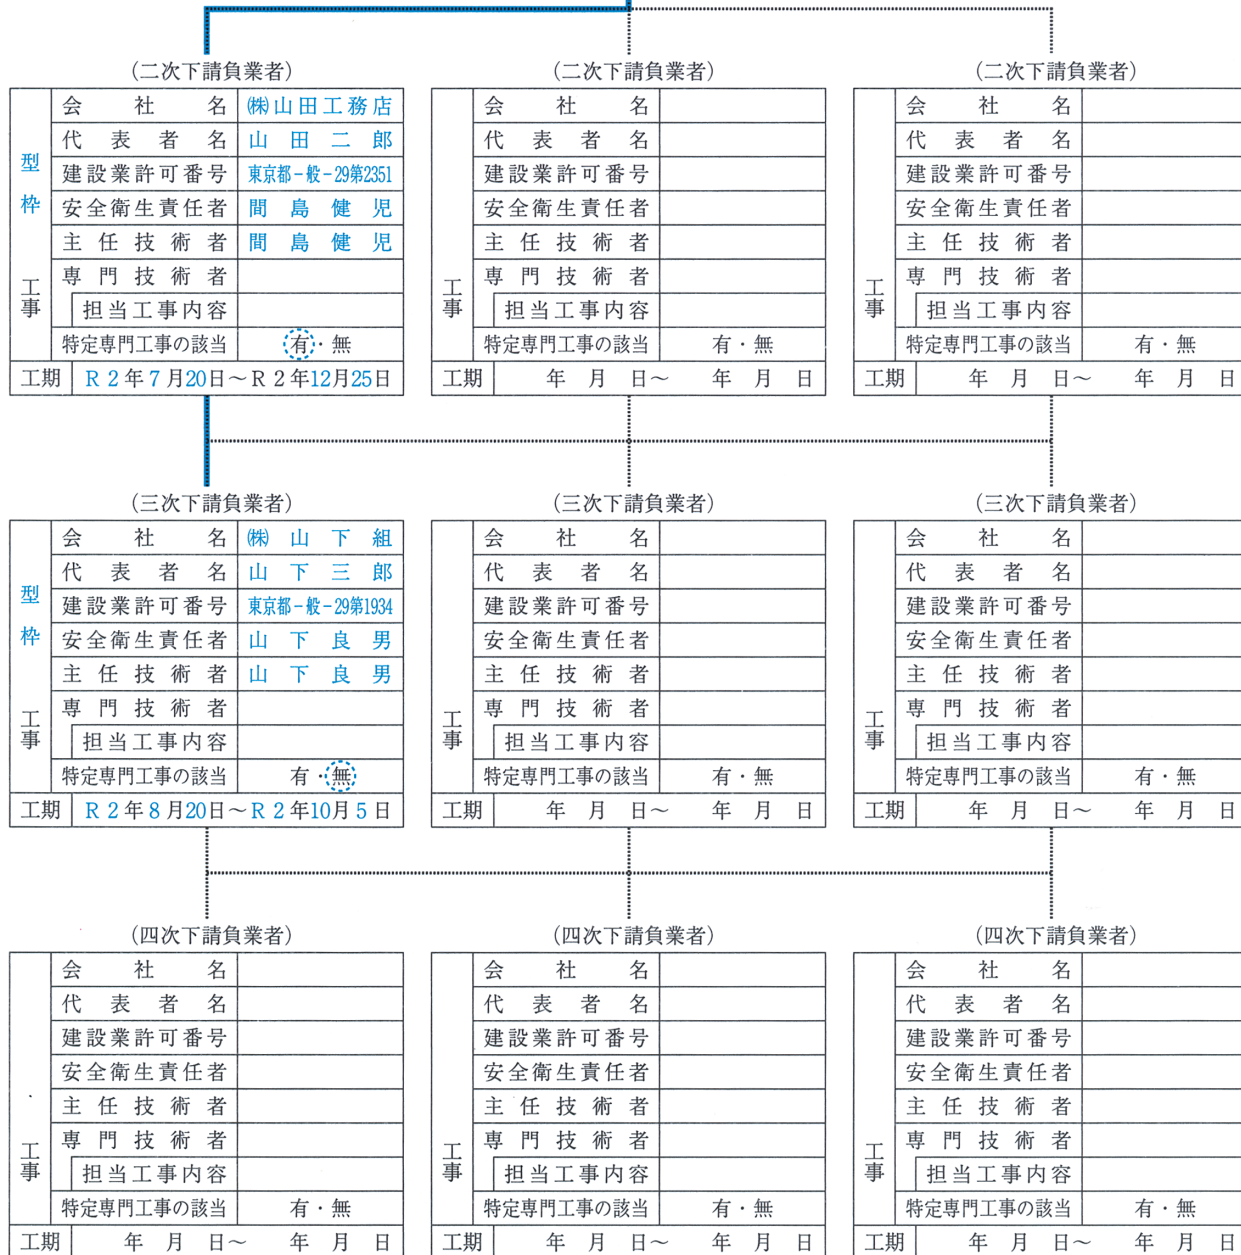 (二次下請負業者) (二次下請負業者) (二次下請負業者)
型枠工事
会社名 ㈱山田工務店
代表者名 山田二郎
建設業許可番号 東京都－般－29第2351
安全衛生責任者 間島健児
主任技術者 間島健児
専門技術者
担当工事内容
特定専門工事の該当 有・無
工期 R2年7月20日～R2年12月25日
工事
会社名
代表者名
建設業許可番号
安全衛生責任者
主任技術者
専門技術者
担当工事内容
特定専門工事の該当 有・無
工期 年月日～年月日
工事
会社名
代表者名
建設業許可番号
安全衛生責任者
主任技術者
専門技術者
担当工事内容
特定専門工事の該当 有・無
工期 年月日～年月日
(三次下請負業者) (三次下請負業者) (三次下請負業者)
型枠工事
会社名 ㈱山下組
代表者名 山下三郎
建設業許可番号 東京都－般－29第1934
安全衛生責任者 山下良男
主任技術者 山下良男
専門技術者
担当工事内容
特定専門工事の該当 有・無
工期 R2年8月20日～R2年10月5日
工事
会社名
代表者名
建設業許可番号
安全衛生責任者
主任技術者
専門技術者
担当工事内容
特定専門工事の該当 有・無
工期 年月日～年月日
工事
会社名
代表者名
建設業許可番号
安全衛生責任者
主任技術者
専門技術者
担当工事内容
特定専門工事の該当 有・無
工期 年月日～年月日
(四次下請負業者) (四次下請負業者) (四次下請負業者)
工事
会社名
代表者名
建設業許可番号
安全衛生責任者
主任技術者
専門技術者
担当工事内容
特定専門工事の該当 有・無
工期 年月日～年月日
工事
会社名
代表者名
建設業許可番号
安全衛生責任者
主任技術者
専門技術者
担当工事内容
特定専門工事の該当 有・無
工期 年月日～年月日
工事
会社名
代表者名
建設業許可番号
安全衛生責任者
主任技術者
専門技術者
担当工事内容
特定専門工事の該当 有・無
工期 年月日～年月日